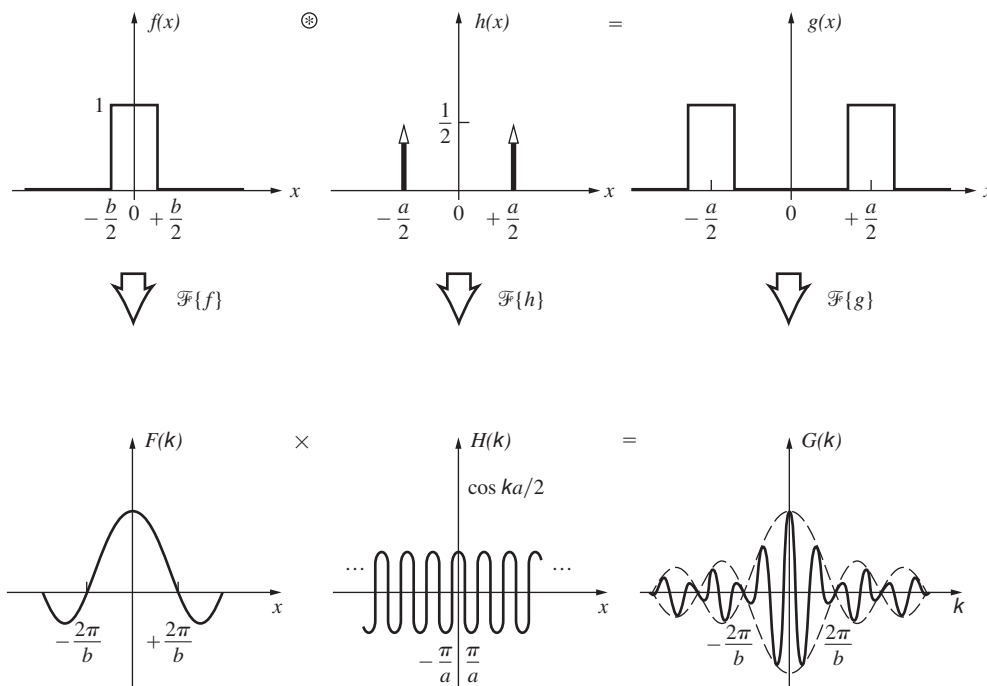 f(x) ⊛ h(x) = g(x)
1
1/2
x
x
x
−b/2 0 +b/2
−a/2 0 +a/2
−a/2 0 +a/2
ℱ{f} ℱ{h} ℱ{g}
F(k) × H(k) = G(k)
cos ka/2
... ...
x
x
k
−2π/b +2π/b
−π/a π/a
−2π/b 2π/b